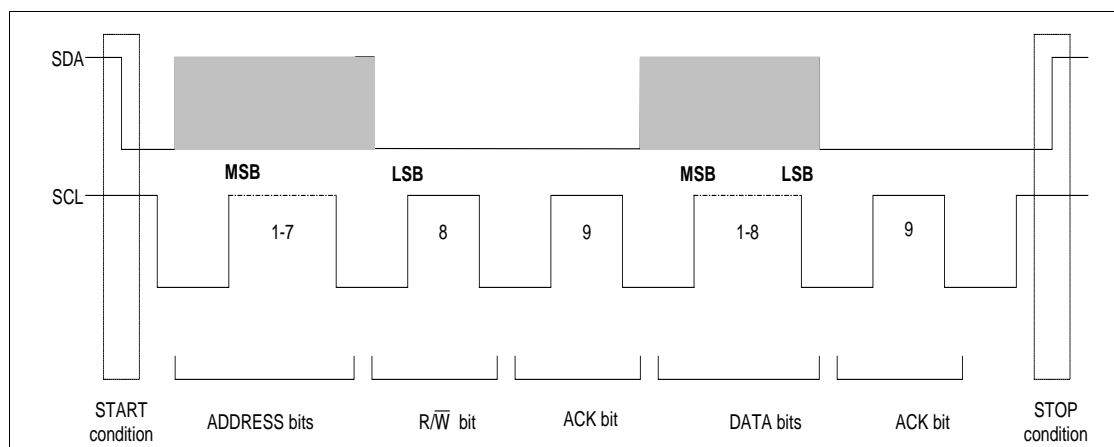 SDA
MSB LSB MSB LSB
SCL
1-7 8 9 1-8 9
START condition ADDRESS bits R/W̅ bit ACK bit DATA bits ACK bit STOP condition